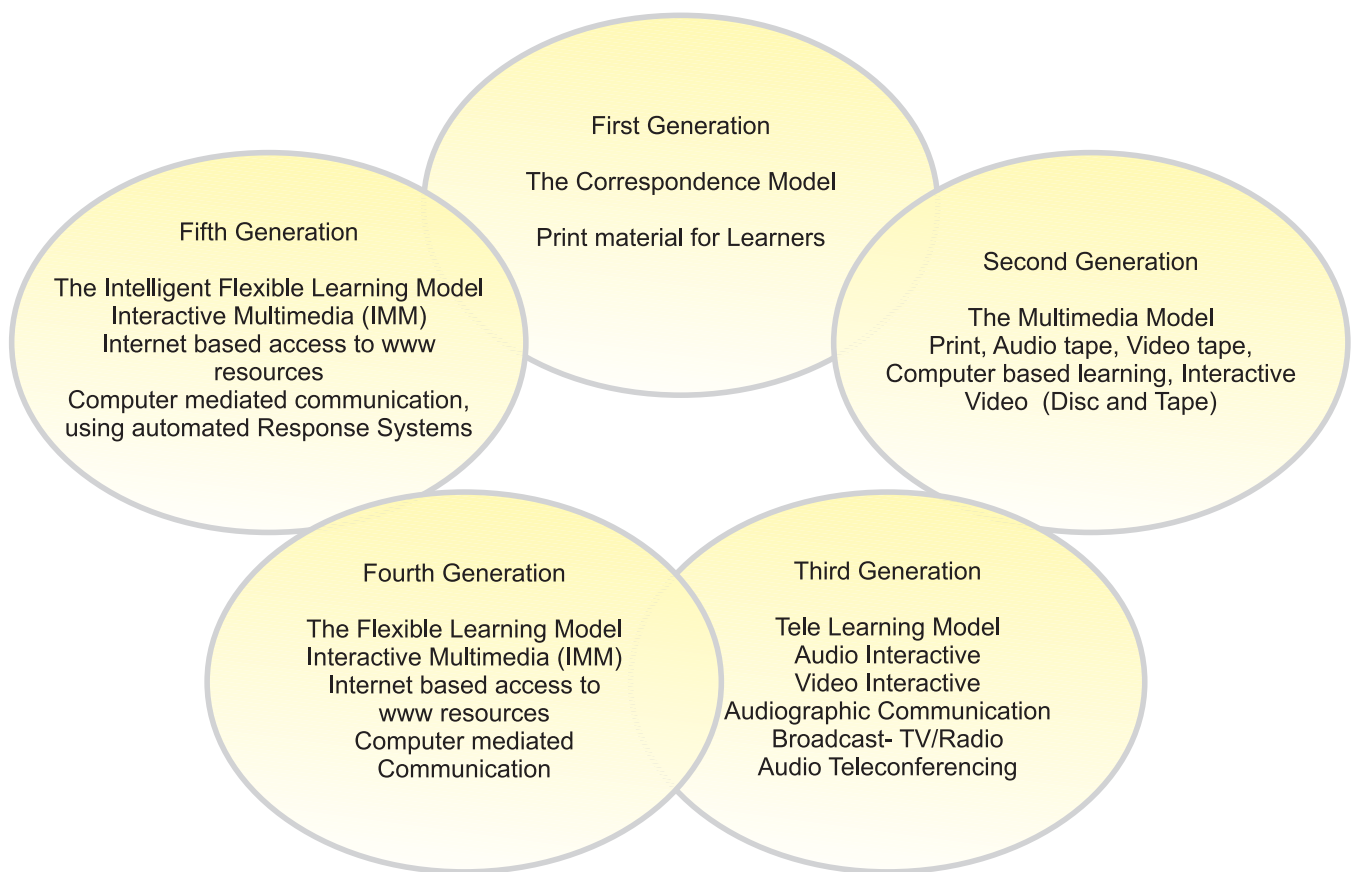 First Generation
The Correspondence Model
Print material for Learners
Second Generation
The Multimedia Model
Print, Audio tape, Video tape,
Computer based learning, Interactive
Video (Disc and Tape)
Third Generation
Tele Learning Model
Audio Interactive
Video Interactive
Audiographic Communication
Broadcast- TV/Radio
Audio Teleconferencing
Fourth Generation
The Flexible Learning Model
Interactive Multimedia (IMM)
Internet based access to
www resources
Computer mediated
Communication
Fifth Generation
The Intelligent Flexible Learning Model
Interactive Multimedia (IMM)
Internet based access to www
resources
Computer mediated communication,
using automated Response Systems